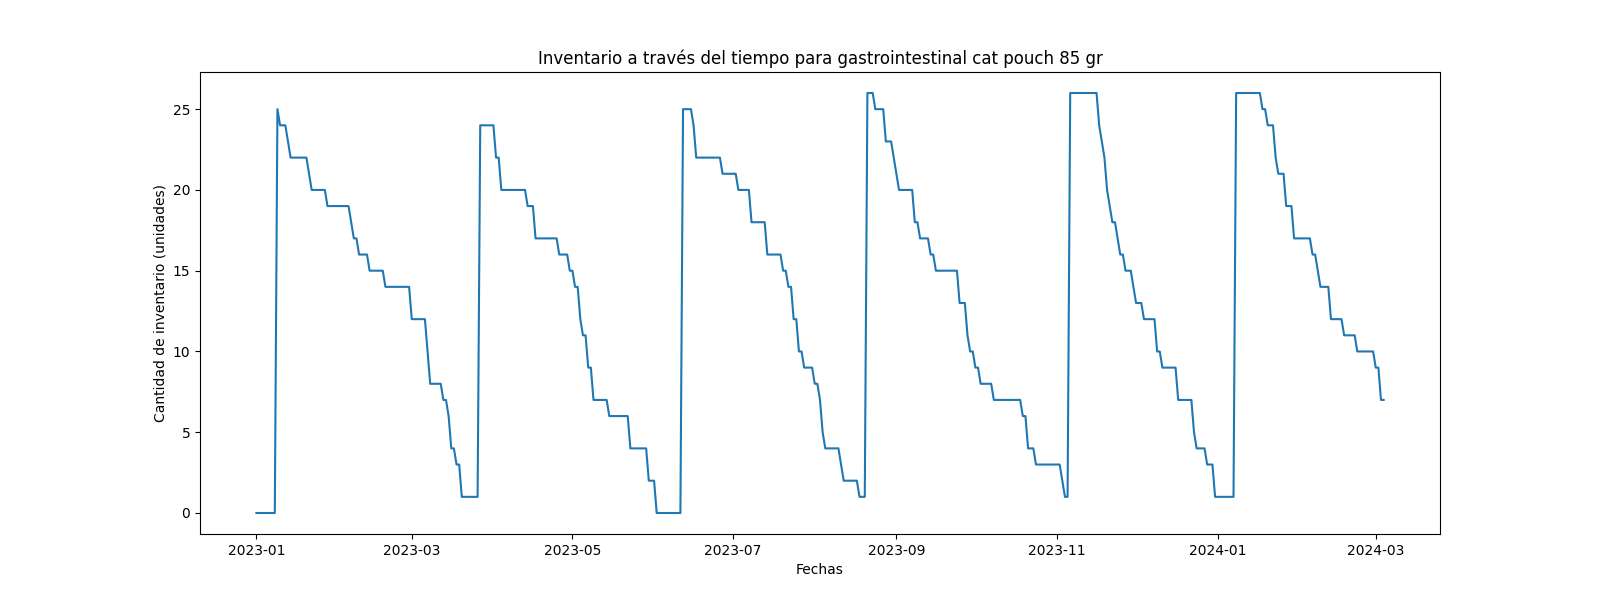 Inventario a través del tiempo para gastrointestinal cat pouch 85 gr
Cantidad de inventario (unidades)
25
20
15
10
5
0
2023-01 2023-03 2023-05 2023-07 2023-09 2023-11 2024-01 2024-03
Fechas